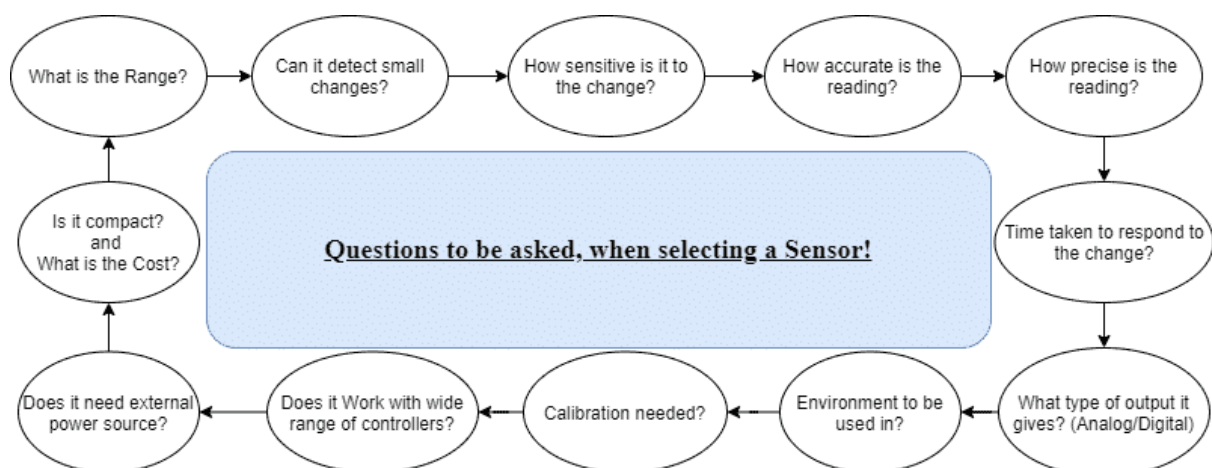 What is the Range?
Can it detect small
changes?
How sensitive is it to
the change?
How accurate is the
reading?
How precise is the
reading?
Time taken to respond to
the change?
What type of output it
gives? (Analog/Digital)
Environment to be
used in?
Calibration needed?
Does it Work with wide
range of controllers?
Does it need external
power source?
Is it compact?
and
What is the Cost?
Questions to be asked, when selecting a Sensor!